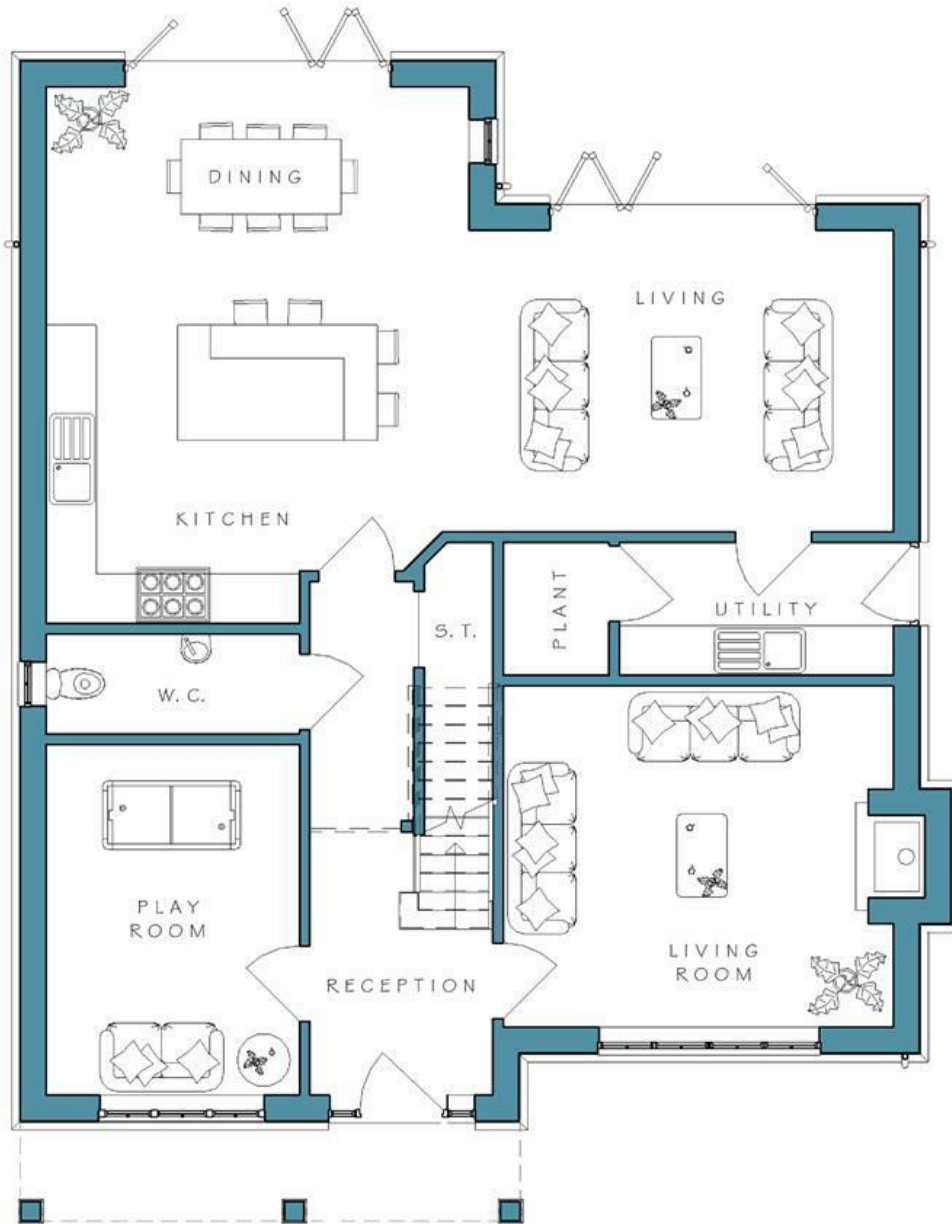 DINING
LIVING
KITCHEN
PLANT
UTILITY
S. T.
W. C.
PLAY
ROOM
LIVING
ROOM
RECEPTION